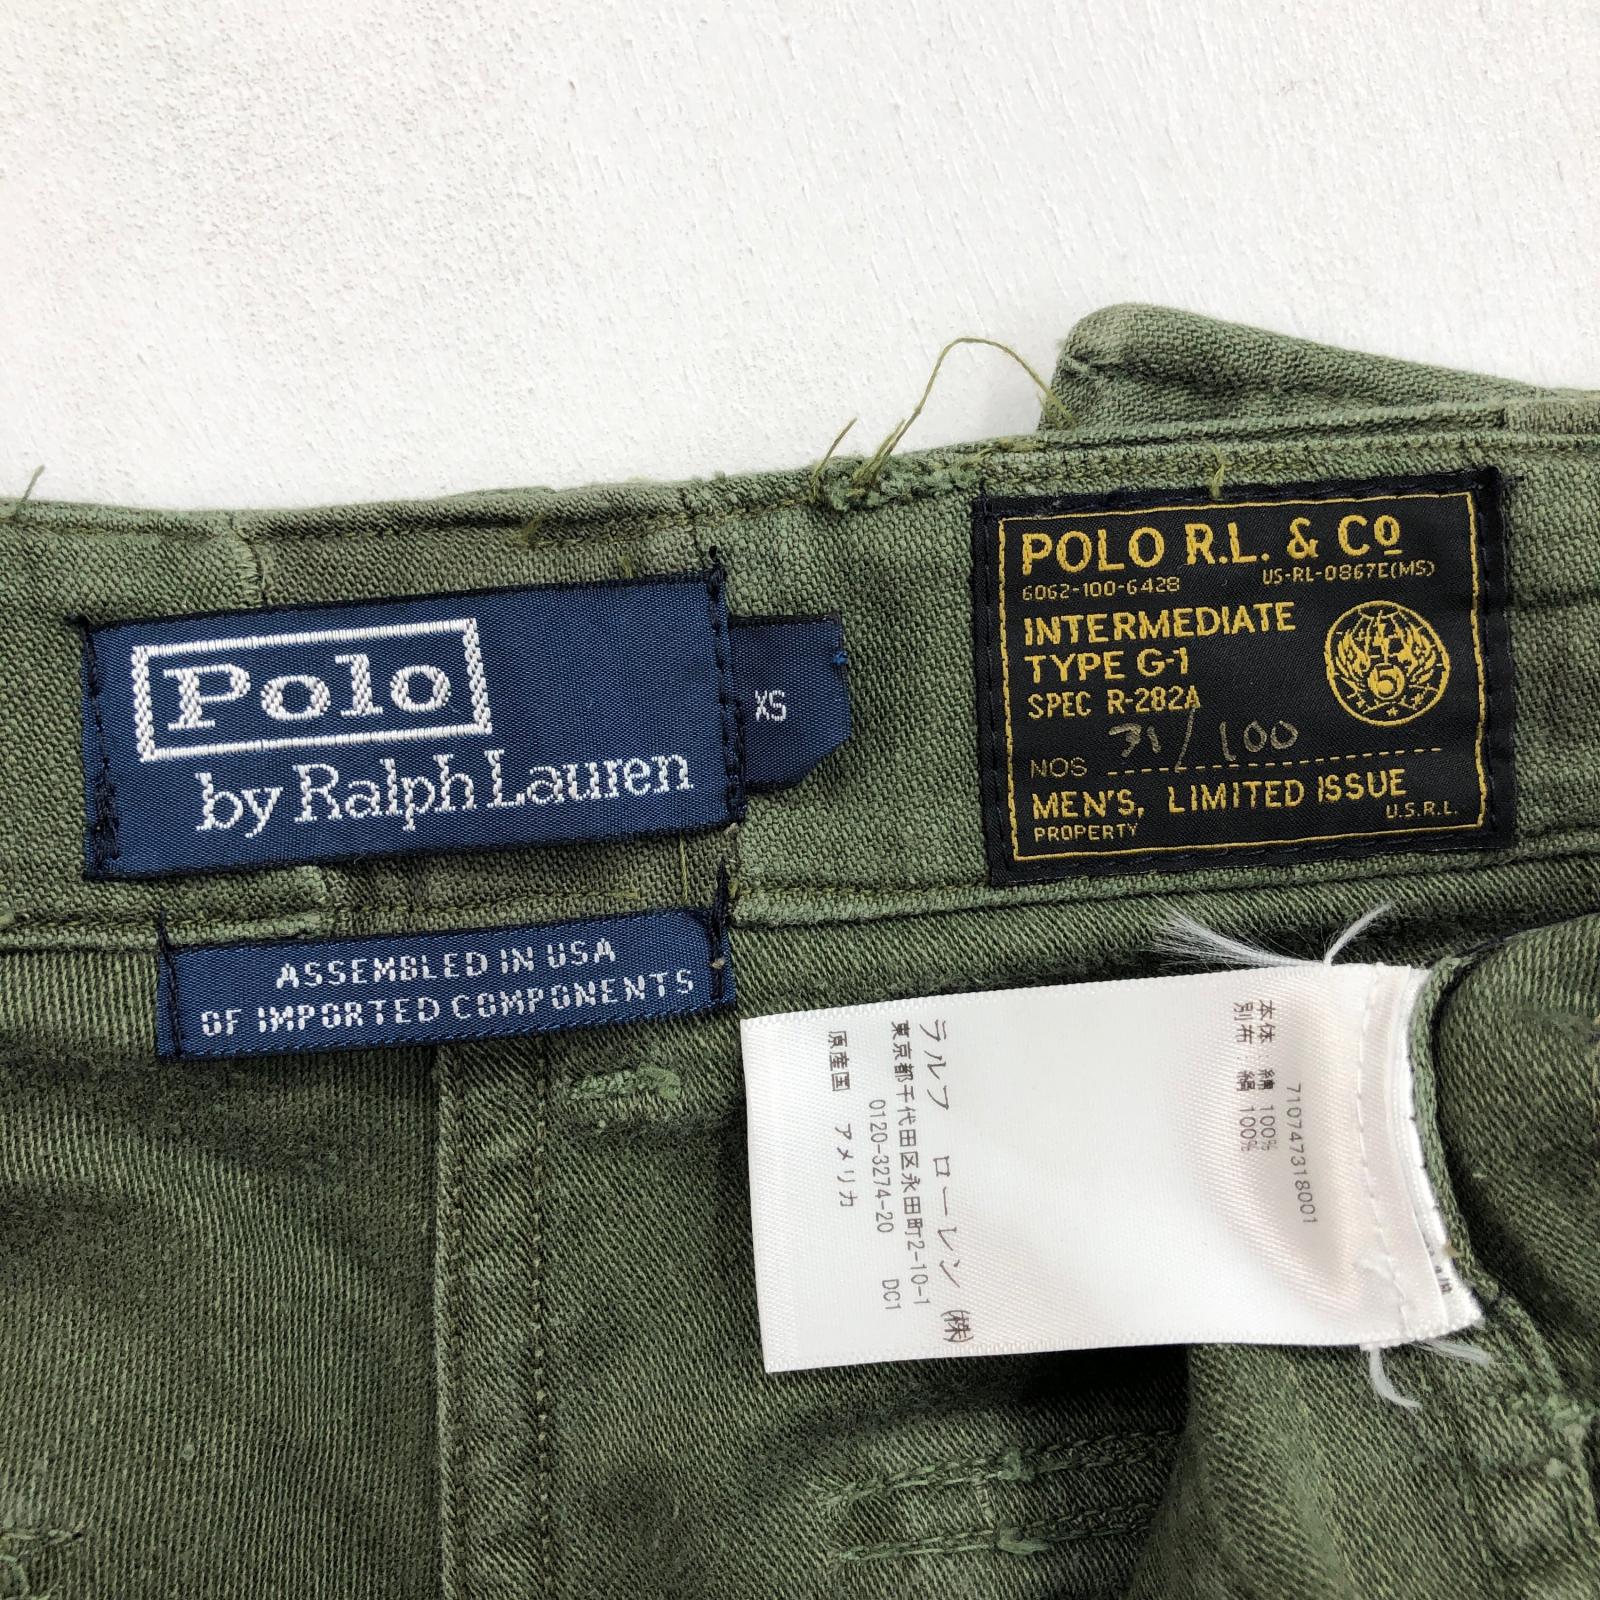 Polo
by Ralph Lauren
XS
ASSEMBLED IN USA
OF IMPORTED COMPONENTS
POLO R.L. & Co
6062-100-6428 US-RL-0867E(MS)
INTERMEDIATE
TYPE G-1
SPEC R-282A
5
NOS 31/100
MEN'S, LIMITED ISSUE
PROPERTY U.S.R.L.
710747318001
本体 綿 100%
別布 絹 100%
ラルフ ローレン ㈱
東京都千代田区永田町2-10-1
0120-3274-20 DC1
原産国 アメリカ